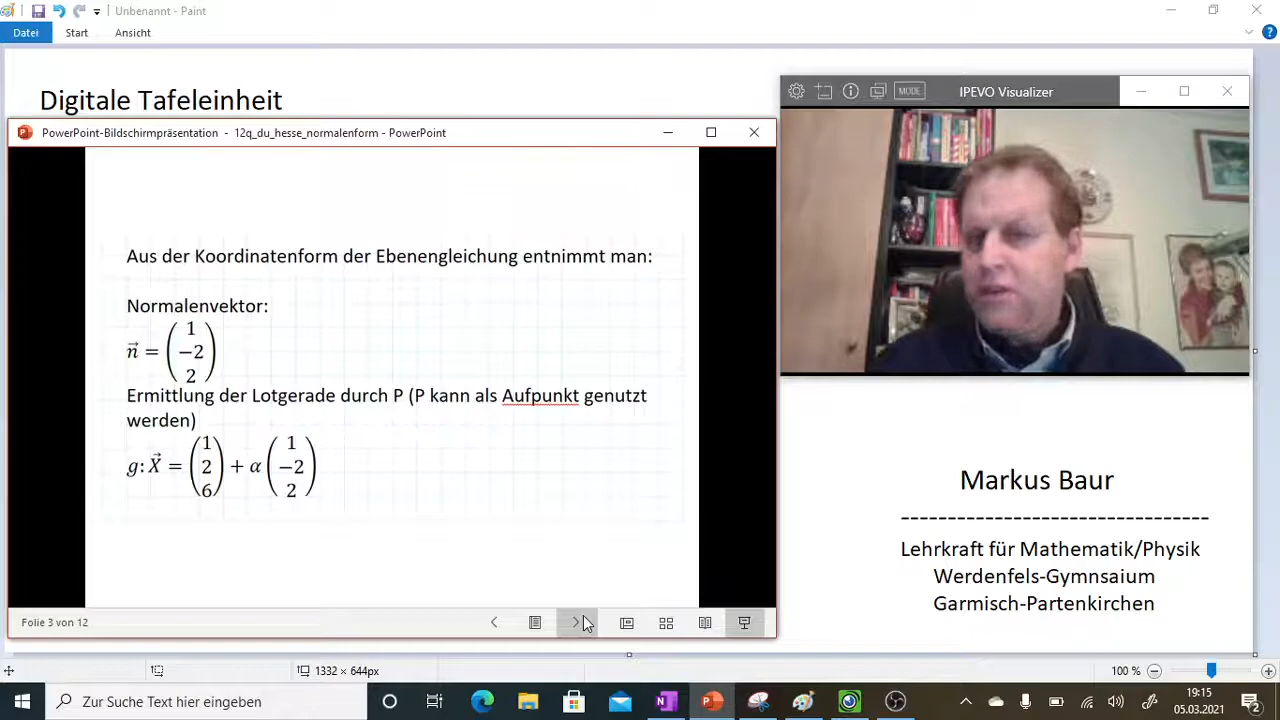 Unbenannt - Paint
Datei Start Ansicht
Digitale Tafeleinheit
PowerPoint-Bildschirmpräsentation - 12q_du_hesse_normalenform - PowerPoint
MODE IPEVO Visualizer
Aus der Koordinatenform der Ebenengleichung entnimmt man:
Normalenvektor:
n⃗ = (1 −2 2)
Ermittlung der Lotgerade durch P (P kann als Aufpunkt genutzt
werden)
g: X⃗ = (1 2 6) + α (1 −2 2)
Markus Baur
-------------------------------
Lehrkraft für Mathematik/Physik
Werdenfels-Gymnsaium
Garmisch-Partenkirchen
Folie 3 von 12
1332 × 644px 100 %
Zur Suche Text hier eingeben
19:15
05.03.2021
2